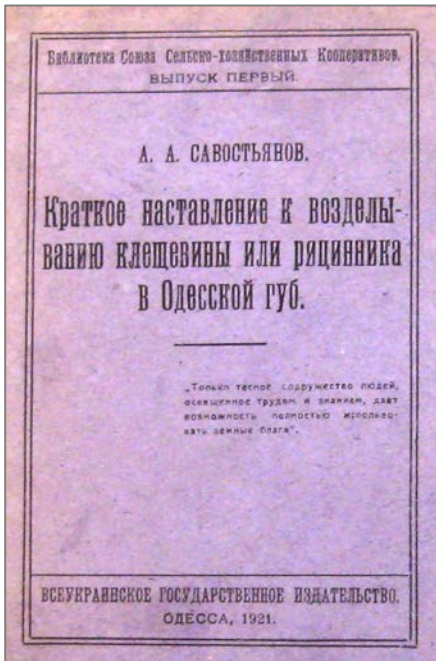 Библиотека Союза Сельско-хозяйственных Кооперативов.
ВЫПУСК ПЕРВЫЙ.
А. А. САВОСТЬЯНОВ.
Краткое наставление к возделы-
ванию клещевины или рицинника
в Одесской губ.
„Только тесное содружество людей,
освященное трудом и знанием, дает
возможность полностью использо-
вать земные блага".
ВСЕУКРАИНСКОЕ ГОСУДАРСТВЕННОЕ ИЗДАТЕЛЬСТВО.
ОДЕССА, 1921.